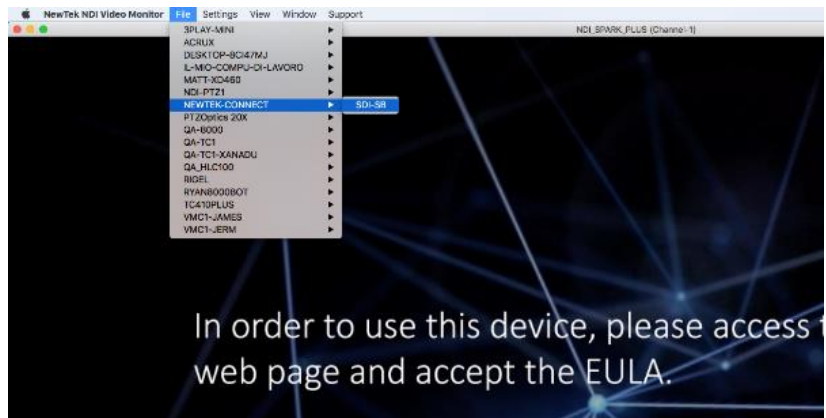 NewTek NDI Video Monitor File Settings View Window Support
NDI_SPARK_PLUS (Channel-1)
3PLAY-MINI
ACRUX
DESKTOP-8CI47MJ
IL-MIO-COMPU-DI-LAVORO
MATT-XD460
NDI-PTZ1
NEWTEK-CONNECT
SDI-S8
PTZOptics 20X
QA-8000
QA-TC1
QA-TC1-XANADU
QA_HLC100
RIGEL
RYAN8000BOT
TC410PLUS
VMC1-JAMES
VMC1-JERM
In order to use this device, please access t
web page and accept the EULA.